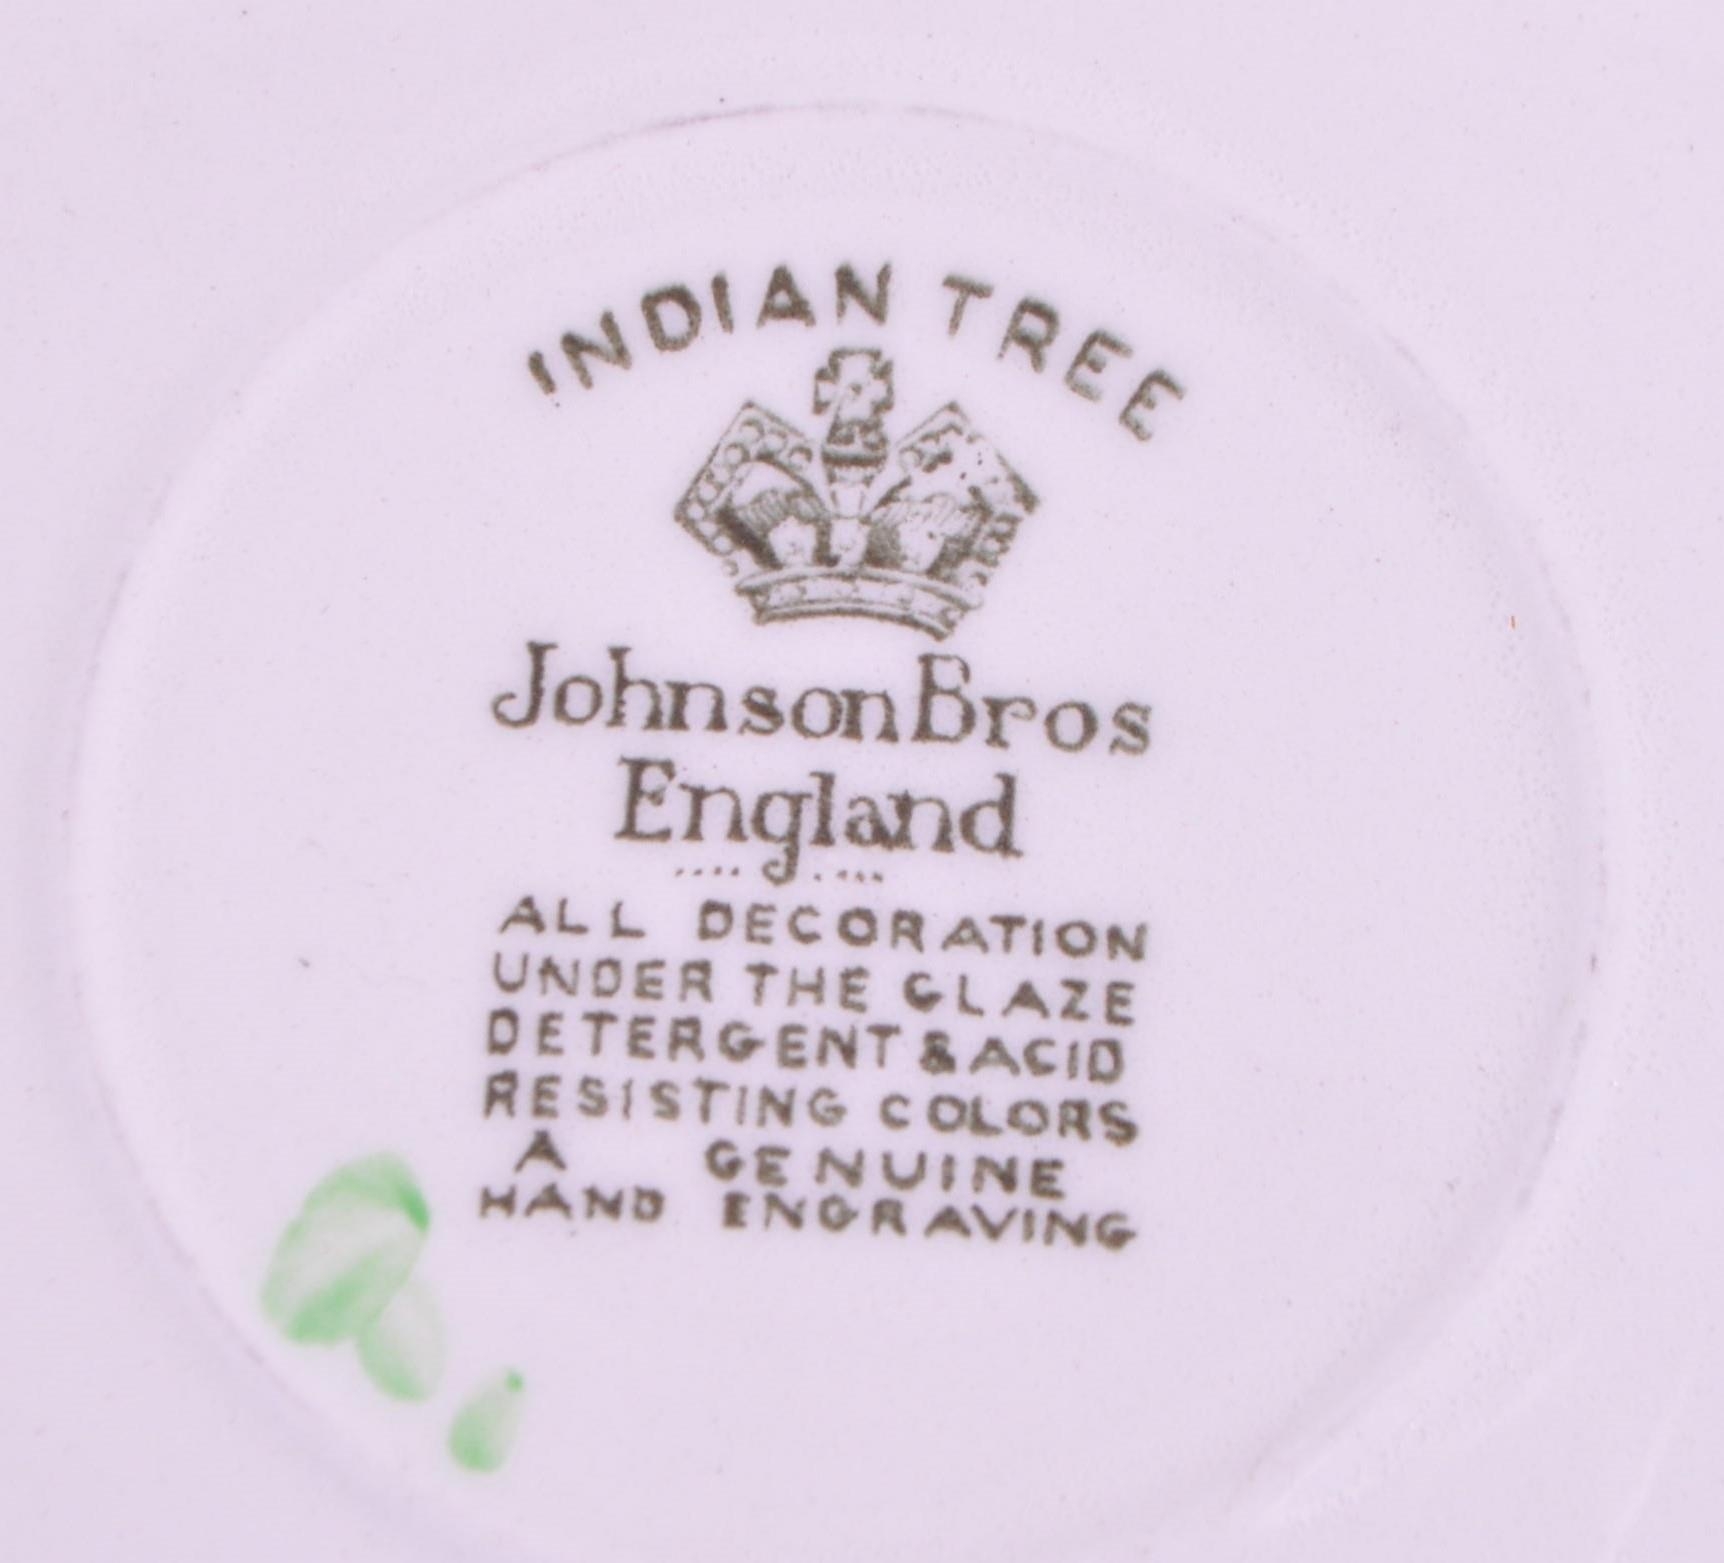 INDIAN TREE
Johnson Bros
England
ALL DECORATION
UNDER THE GLAZE
DETERGENT & ACID
RESISTING COLORS
A GENUINE
HAND ENGRAVING